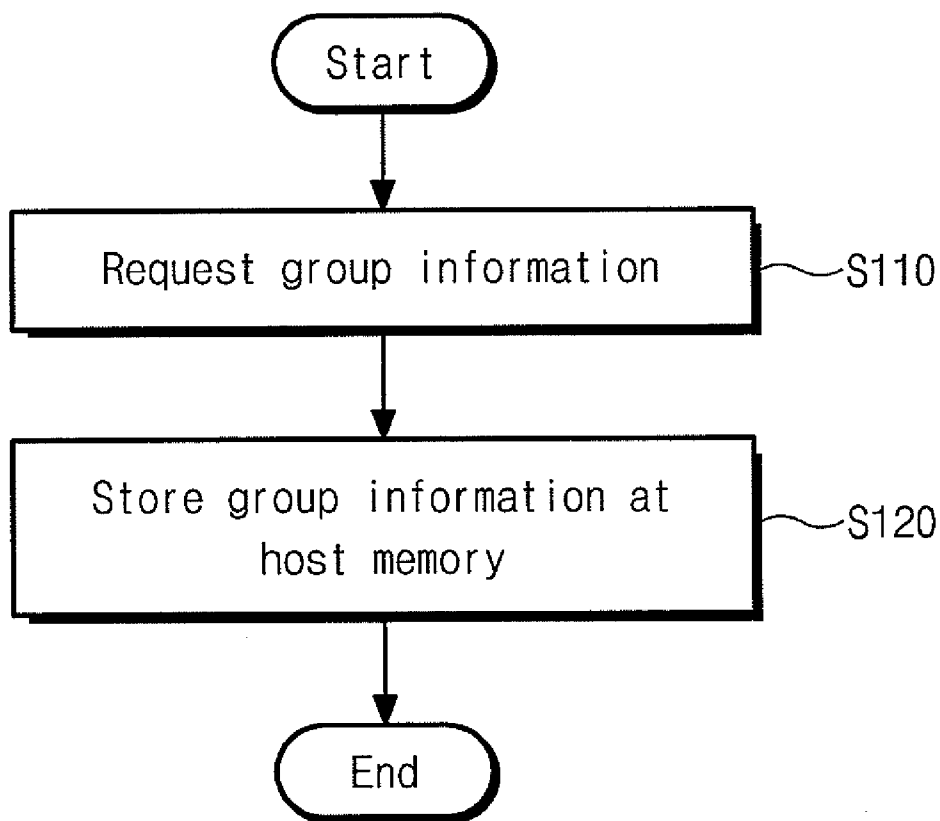 Start
Request group information
S110
Store group information at
host memory
S120
End